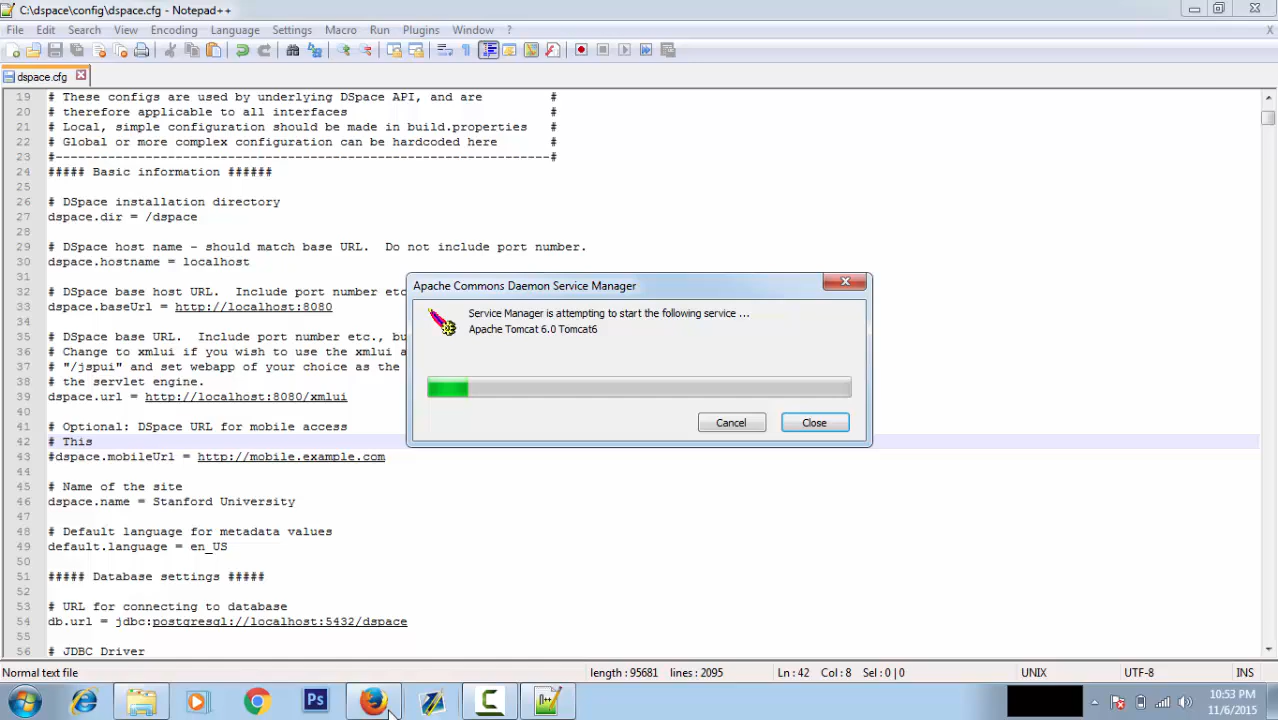 C:\dspace\config\dspace.cfg - Notepad++
File Edit Search View Encoding Language Settings Macro Run Plugins Window ? X
dspace.cfg
19 # These configs are used by underlying DSpace API, and are #
20 # therefore applicable to all interfaces #
21 # Local, simple configuration should be made in build.properties #
22 # Global or more complex configuration can be hardcoded here #
23 #------------------------------------------------------------------#
24 ##### Basic information ######
25
26 # DSpace installation directory
27 dspace.dir = /dspace
28
29 # DSpace host name - should match base URL.  Do not include port number.
30 dspace.hostname = localhost
31
32 # DSpace base host URL.  Include port number etc
33 dspace.baseUrl = http://localhost:8080
34
35 # DSpace base URL.  Include port number etc., bu
36 # Change to xmlui if you wish to use the xmlui a
37 # "/jspui" and set webapp of your choice as the
38 # the servlet engine.
39 dspace.url = http://localhost:8080/xmlui
40
41 # Optional: DSpace URL for mobile access
42 # This
43 #dspace.mobileUrl = http://mobile.example.com
44
45 # Name of the site
46 dspace.name = Stanford University
47
48 # Default language for metadata values
49 default.language = en_US
50
51 ##### Database settings #####
52
53 # URL for connecting to database
54 db.url = jdbc:postgresql://localhost:5432/dspace
55
56 # JDBC Driver
Apache Commons Daemon Service Manager
Service Manager is attempting to start the following service ...
Apache Tomcat 6.0 Tomcat6
Cancel Close
Normal text file length : 95681 lines : 2095 Ln : 42 Col : 8 Sel : 0 | 0 UNIX UTF-8 INS
Ps
10:53 PM
11/6/2015